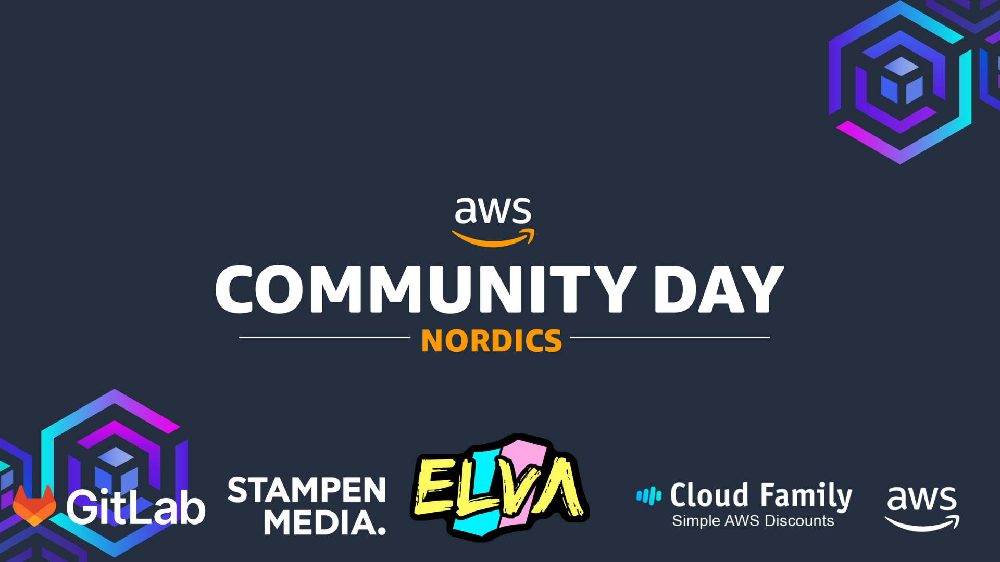 aws
COMMUNITY DAY
NORDICS
GitLab
STAMPEN
MEDIA.
ELVA
Cloud Family
Simple AWS Discounts
aws